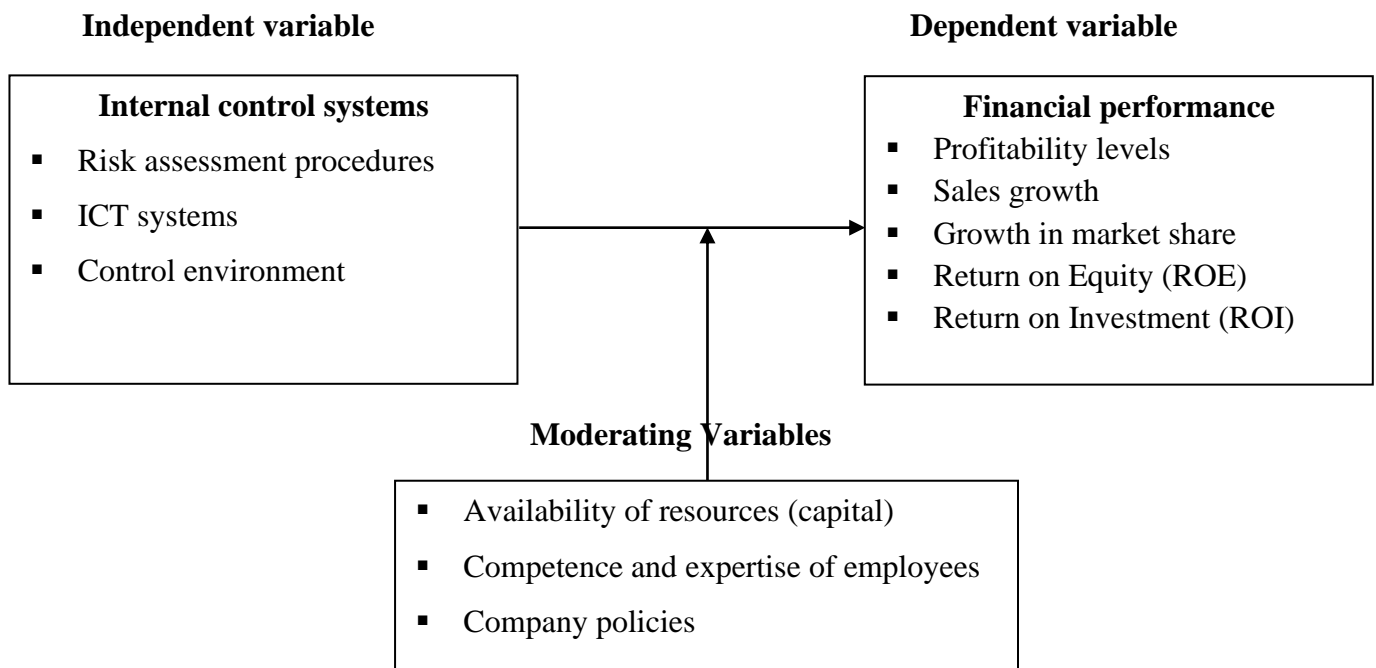 Independent variable
Dependent variable
Internal control systems
▪ Risk assessment procedures
▪ ICT systems
▪ Control environment
Financial performance
▪ Profitability levels
▪ Sales growth
▪ Growth in market share
▪ Return on Equity (ROE)
▪ Return on Investment (ROI)
Moderating Variables
▪ Availability of resources (capital)
▪ Competence and expertise of employees
▪ Company policies